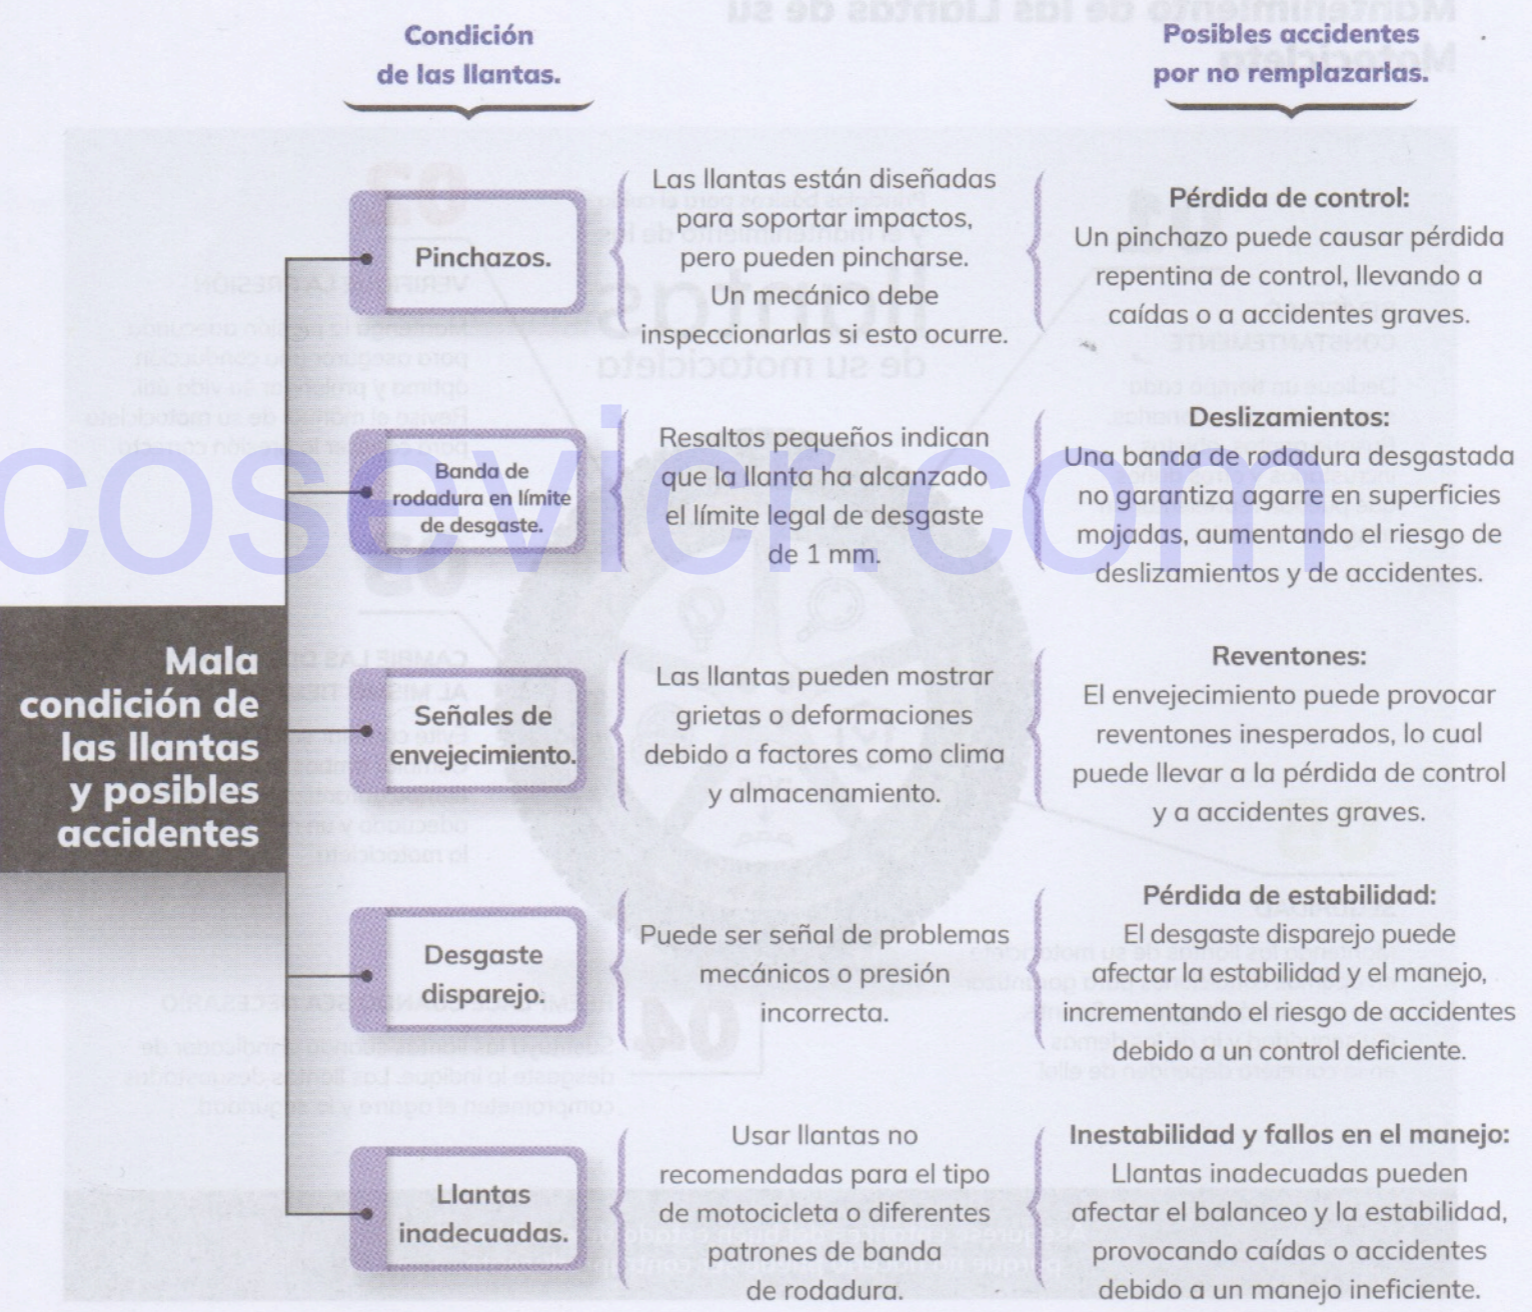 Condición
de las llantas.
Posibles accidentes
por no remplazarlas.
Mala
condición de
las llantas
y posibles
accidentes
Pinchazos.
Las llantas están diseñadas
para soportar impactos,
pero pueden pincharse.
Un mecánico debe
inspeccionarlas si esto ocurre.
Pérdida de control:
Un pinchazo puede causar pérdida
repentina de control, llevando a
caídas o a accidentes graves.
Banda de
rodadura en límite
de desgaste.
Resaltos pequeños indican
que la llanta ha alcanzado
el límite legal de desgaste
de 1 mm.
Deslizamientos:
Una banda de rodadura desgastada
no garantiza agarre en superficies
mojadas, aumentando el riesgo de
deslizamientos y de accidentes.
cosevicr.com
Señales de
envejecimiento.
Las llantas pueden mostrar
grietas o deformaciones
debido a factores como clima
y almacenamiento.
Reventones:
El envejecimiento puede provocar
reventones inesperados, lo cual
puede llevar a la pérdida de control
y a accidentes graves.
Desgaste
disparejo.
Puede ser señal de problemas
mecánicos o presión
incorrecta.
Pérdida de estabilidad:
El desgaste disparejo puede
afectar la estabilidad y el manejo,
incrementando el riesgo de accidentes
debido a un control deficiente.
Llantas
inadecuadas.
Usar llantas no
recomendadas para el tipo
de motocicleta o diferentes
patrones de banda
de rodadura.
Inestabilidad y fallos en el manejo:
Llantas inadecuadas pueden
afectar el balanceo y la estabilidad,
provocando caídas o accidentes
debido a un manejo ineficiente.